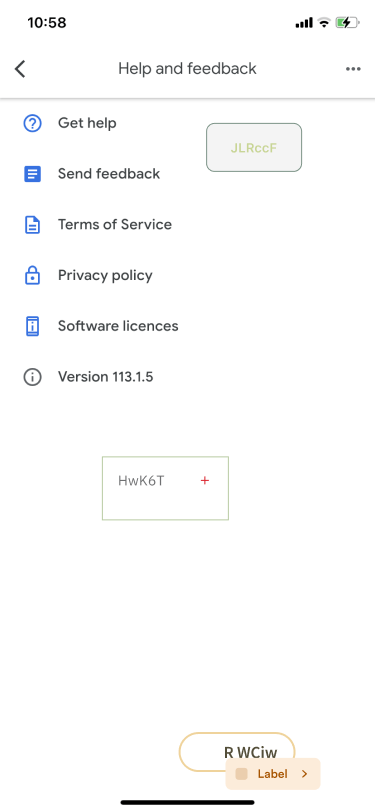 10:58
Help and feedback
Get help
JLRccF
Send feedback
Terms of Service
Privacy policy
Software licences
Version 113.1.5
HwK6T +
R WCiw
Label